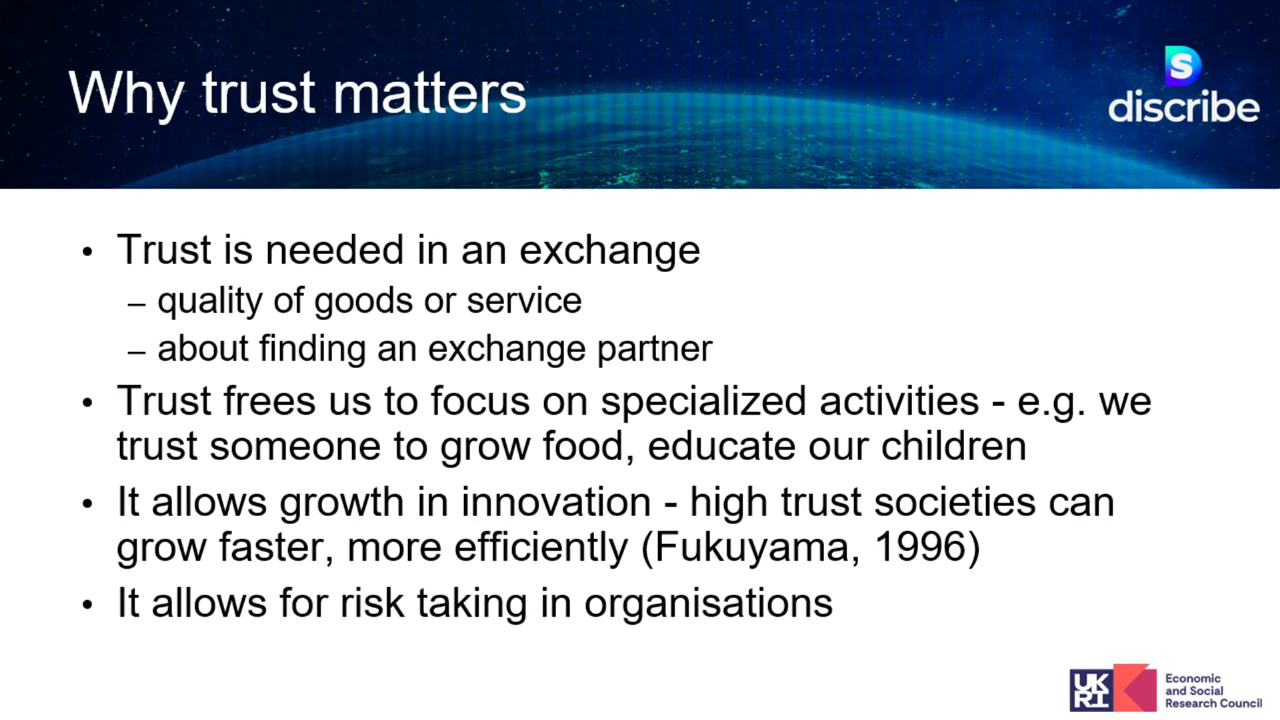 Why trust matters
S
discribe
• Trust is needed in an exchange
– quality of goods or service
– about finding an exchange partner
• Trust frees us to focus on specialized activities - e.g. we
trust someone to grow food, educate our children
• It allows growth in innovation - high trust societies can
grow faster, more efficiently (Fukuyama, 1996)
• It allows for risk taking in organisations
UK
RI
Economic
and Social
Research Council